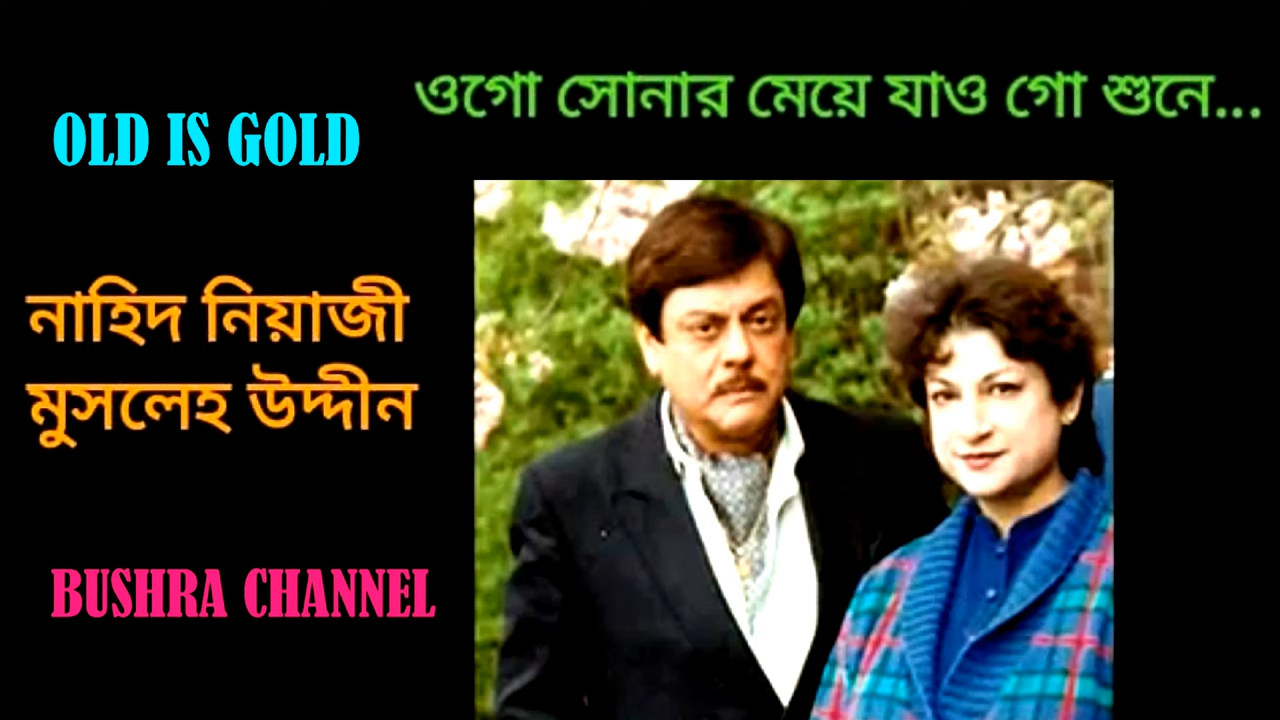 ওগো সোনার মেয়ে যাও গো শুনে...
OLD IS GOLD
নাহিদ নিয়াজী
মুসলেহ উদ্দীন
BUSHRA CHANNEL